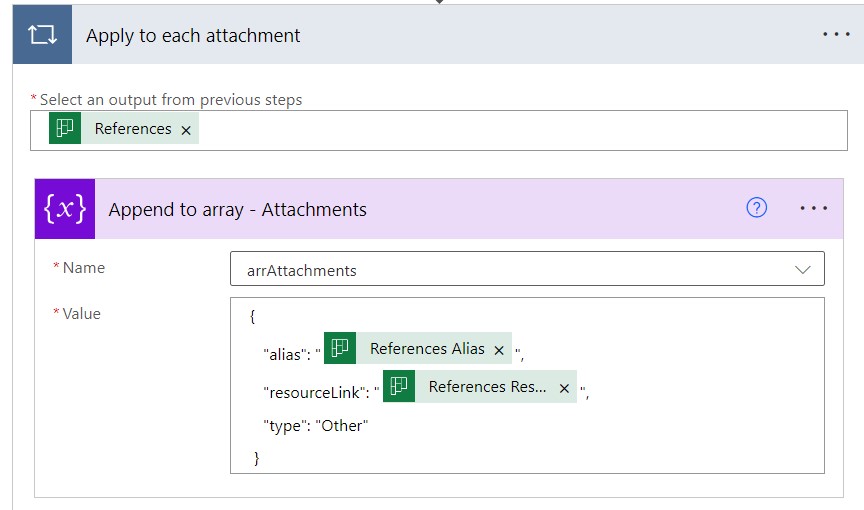 Apply to each attachment
* Select an output from previous steps
References ×
{x} Append to array - Attachments ?
* Name
arrAttachments
* Value
{
"alias": " References Alias × ",
"resourceLink": " References Res... × ",
"type": "Other"
}